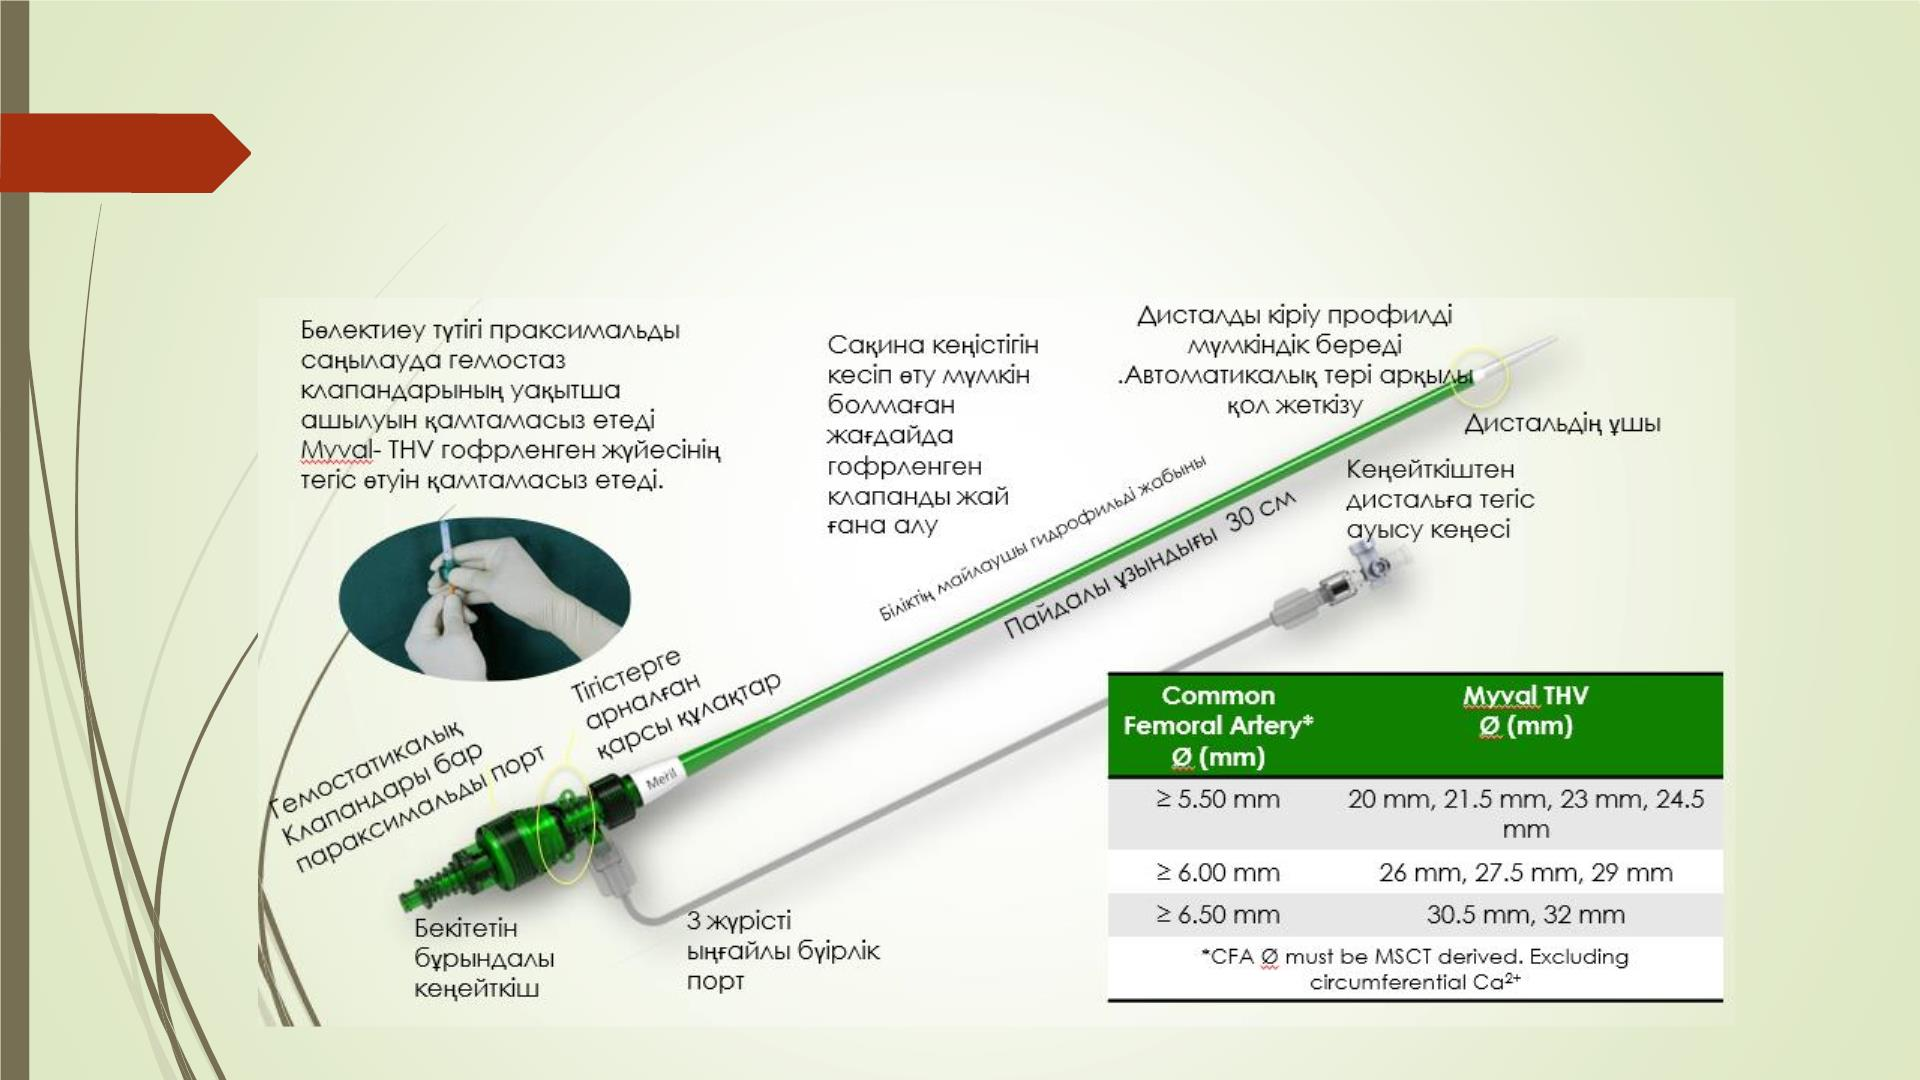 Бөлектиеу түтігі праксимальды
саңылауда гемостаз
клапандарының уақытша
ашылуын қамтамасыз етеді
Myval- THV гофрленген жүйесінің
тегіс өтуін қамтамасыз етеді.
Сақина кеңістігін
кесіп өту мүмкін
болмаған
жағдайда
гофрленген
клапанды жай
ғана алу
Дисталды кіріу профилді
мүмкіндік береді
.Автоматикалық тері арқылы
қол жеткізу
Дистальдің ұшы
Кеңейткіштен
дистальға тегіс
ауысу кеңесі
Біліктің майлаушы гидрофильді жабыны
Пайдалы ұзындығы 30 см
Тігістерге
арналған
қарсы құлақтар
Гемостатикалық
Клапандары бар
параксимальды порт
Meril
Бекітетін
бұрындалы
кеңейткіш
3 жүрісті
ыңғайлы бүірлік
порт
Common
Femoral Artery*
Ø (mm)
Myval THV
Ø (mm)
≥ 5.50 mm
20 mm, 21.5 mm, 23 mm, 24.5
mm
≥ 6.00 mm
26 mm, 27.5 mm, 29 mm
≥ 6.50 mm
30.5 mm, 32 mm
*CFA Ø must be MSCT derived. Excluding
circumferential Ca²⁺